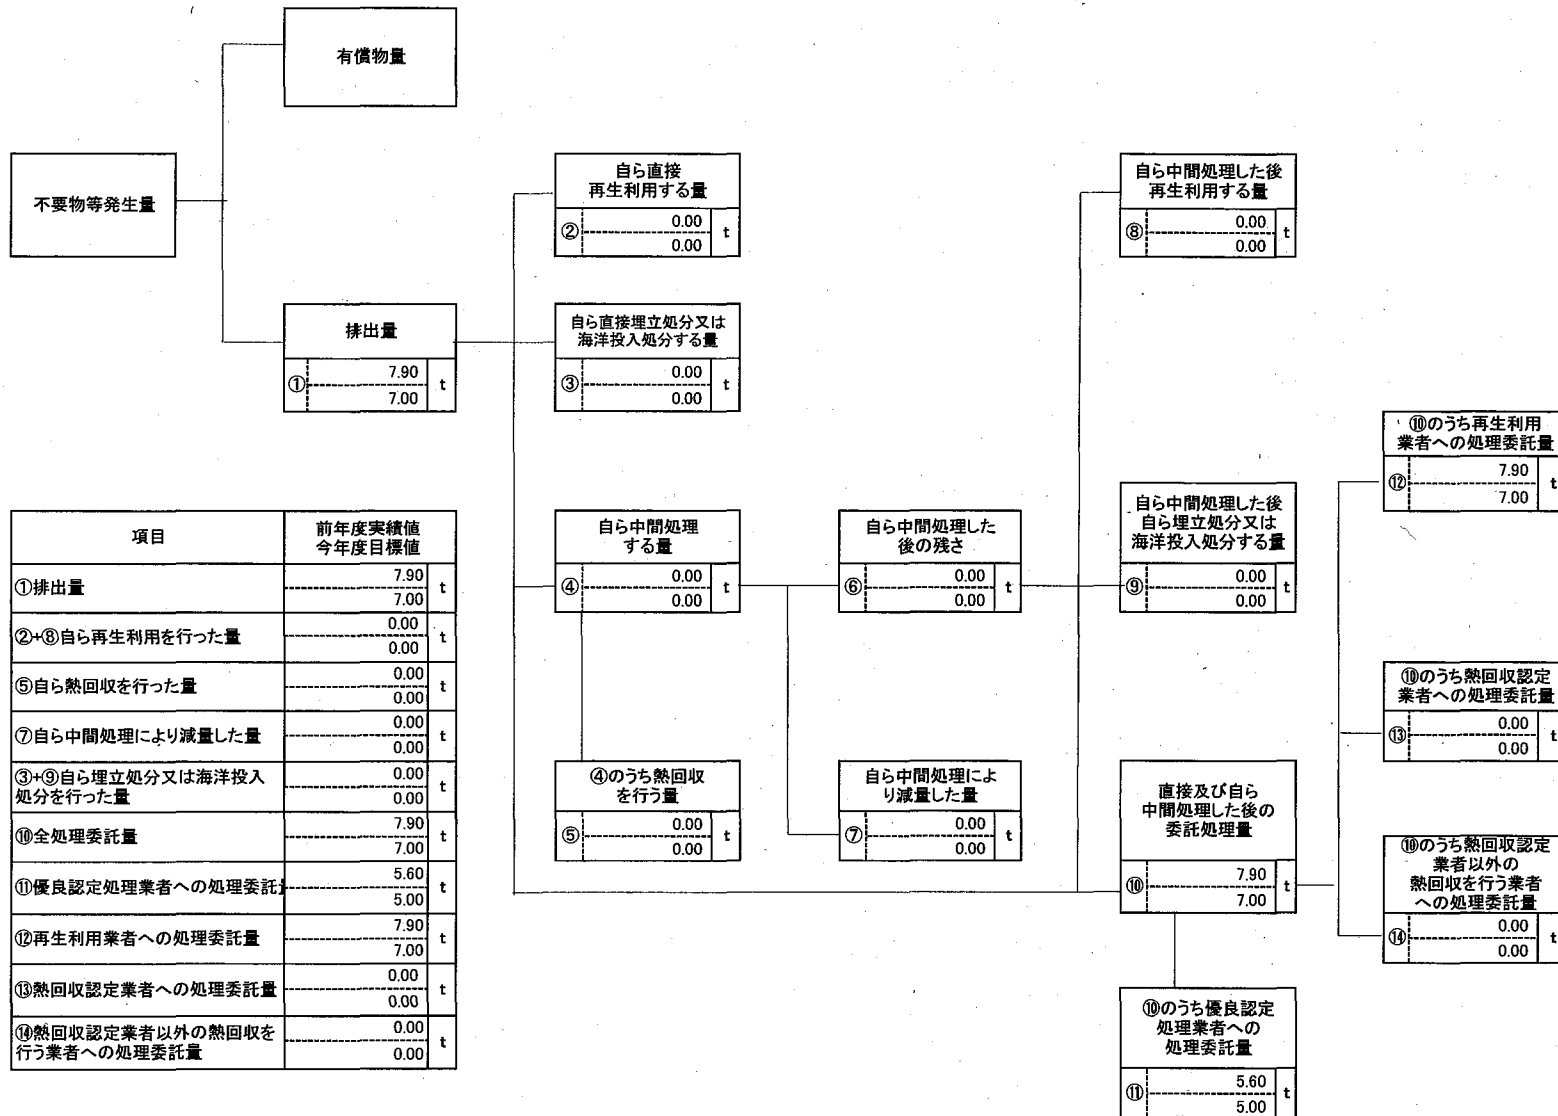 有償物量
不要物等発生量
排出量
① 7.90 t
7.00
自ら直接
再生利用する量
② 0.00 t
0.00
自ら直接埋立処分又は
海洋投入処分する量
③ 0.00 t
0.00
自ら中間処理
する量
④ 0.00 t
0.00
④のうち熱回収
を行う量
⑤ 0.00 t
0.00
自ら中間処理した
後の残さ
⑥ 0.00 t
0.00
自ら中間処理によ
り減量した量
⑦ 0.00 t
0.00
自ら中間処理した後
再生利用する量
⑧ 0.00 t
0.00
自ら中間処理した後
自ら埋立処分又は
海洋投入処分する量
⑨ 0.00 t
0.00
直接及び自ら
中間処理した後の
委託処理量
⑩ 7.90 t
7.00
⑩のうち優良認定
処理業者への
処理委託量
⑪ 5.60 t
5.00
⑩のうち再生利用
業者への処理委託量
⑫ 7.90 t
7.00
⑩のうち熱回収認定
業者への処理委託量
⑬ 0.00 t
0.00
⑩のうち熱回収認定
業者以外の
熱回収を行う業者
への処理委託量
⑭ 0.00 t
0.00
項目 前年度実績値
今年度目標値
①排出量 7.90 t
7.00
②+⑧自ら再生利用を行った量 0.00 t
0.00
⑤自ら熱回収を行った量 0.00 t
0.00
⑦自ら中間処理により減量した量 0.00 t
0.00
③+⑨自ら埋立処分又は海洋投入 0.00 t
処分を行った量 0.00
⑩全処理委託量 7.90 t
7.00
⑪優良認定処理業者への処理委託 5.60 t
5.00
⑫再生利用業者への処理委託量 7.90 t
7.00
⑬熱回収認定業者への処理委託量 0.00 t
0.00
⑭熱回収認定業者以外の熱回収を 0.00 t
行う業者への処理委託量 0.00